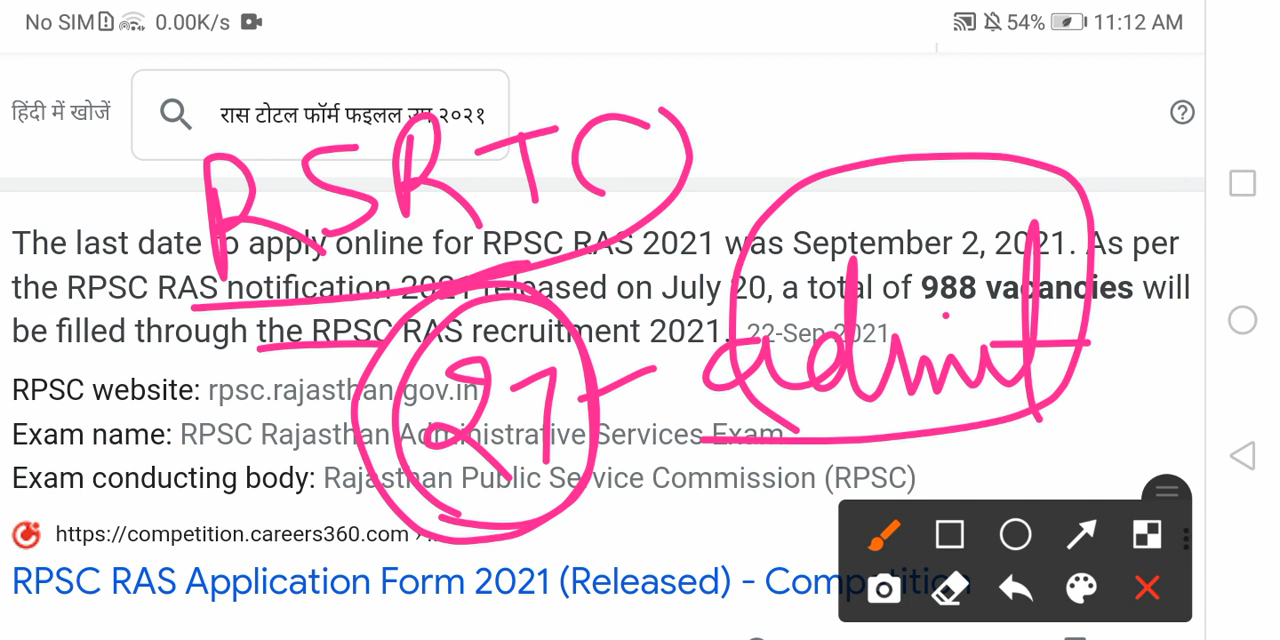 No SIM 0.00K/s 54% 11:12 AM
हिंदी में खोजें रास टोटल फॉर्म फइलल उप २०२१
RSRTC
The last date to apply online for RPSC RAS 2021 was September 2, 2021. As per
the RPSC RAS notification 2021 released on July 20, a total of 988 vacancies will
be filled through the RPSC RAS recruitment 2021. 22-Sep-2021
27 - admit
RPSC website: rpsc.rajasthan.gov.in
Exam name: RPSC Rajasthan Administrative Services Exam
Exam conducting body: Rajasthan Public Service Commission (RPSC)
https://competition.careers360.com › ...
RPSC RAS Application Form 2021 (Released) - Competition